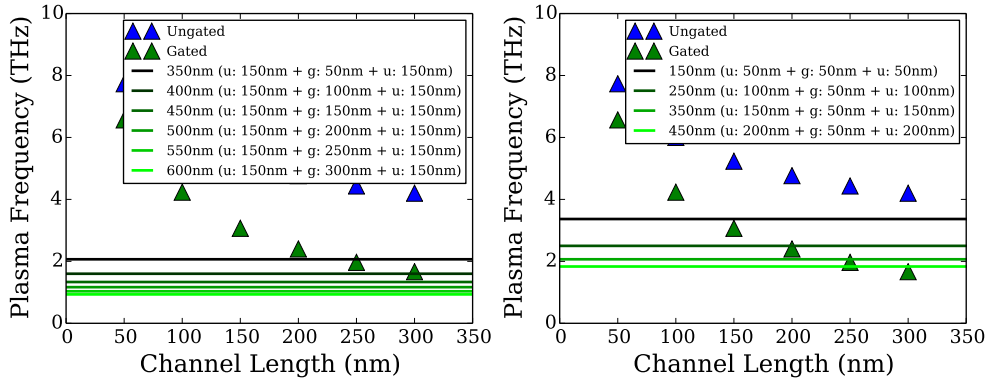 10
8
6
4
2
0
Plasma Frequency (THz)
Ungated
Gated
350nm (u: 150nm + g: 50nm + u: 150nm)
400nm (u: 150nm + g: 100nm + u: 150nm)
450nm (u: 150nm + g: 150nm + u: 150nm)
500nm (u: 150nm + g: 200nm + u: 150nm)
550nm (u: 150nm + g: 250nm + u: 150nm)
600nm (u: 150nm + g: 300nm + u: 150nm)
0 50 100 150 200 250 300 350
Channel Length (nm)
10
8
6
4
2
0
Plasma Frequency (THz)
Ungated
Gated
150nm (u: 50nm + g: 50nm + u: 50nm)
250nm (u: 100nm + g: 50nm + u: 100nm)
350nm (u: 150nm + g: 50nm + u: 150nm)
450nm (u: 200nm + g: 50nm + u: 200nm)
0 50 100 150 200 250 300 350
Channel Length (nm)